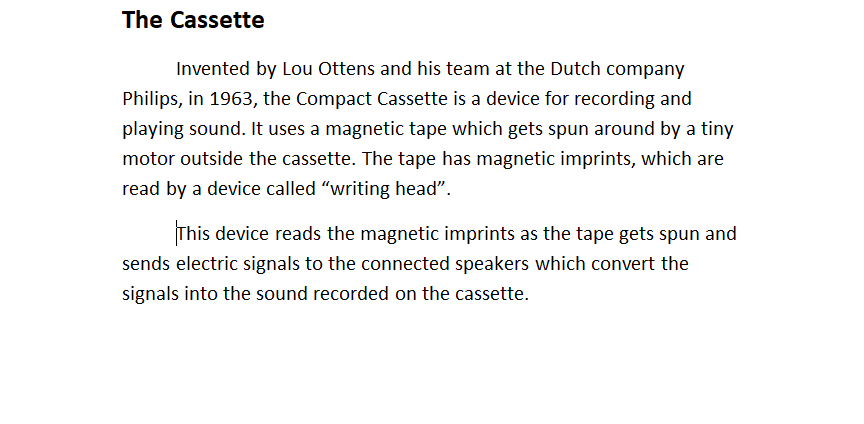 The Cassette
Invented by Lou Ottens and his team at the Dutch company
Philips, in 1963, the Compact Cassette is a device for recording and
playing sound. It uses a magnetic tape which gets spun around by a tiny
motor outside the cassette. The tape has magnetic imprints, which are
read by a device called “writing head”.
This device reads the magnetic imprints as the tape gets spun and
sends electric signals to the connected speakers which convert the
signals into the sound recorded on the cassette.